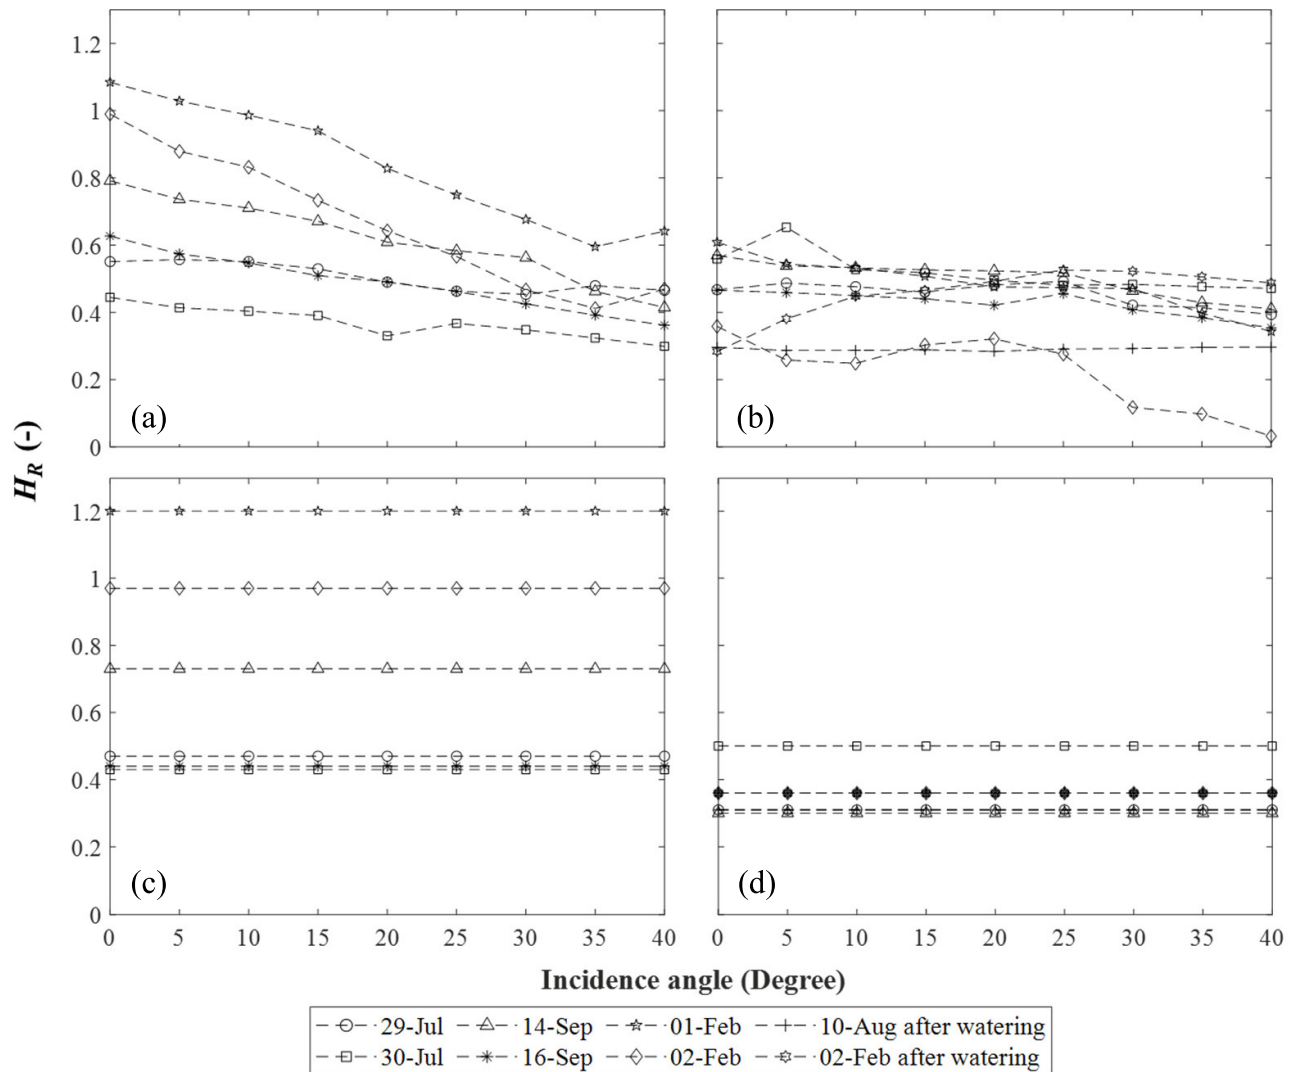 1.2
1
0.8
0.6
0.4
0.2
0
(a)
(b)
H_R (-)
1.2
1
0.8
0.6
0.4
0.2
0
(c)
(d)
0 5 10 15 20 25 30 35 40 0 5 10 15 20 25 30 35 40
Incidence angle (Degree)
29-Jul 14-Sep 01-Feb 10-Aug after watering
30-Jul 16-Sep 02-Feb 02-Feb after watering